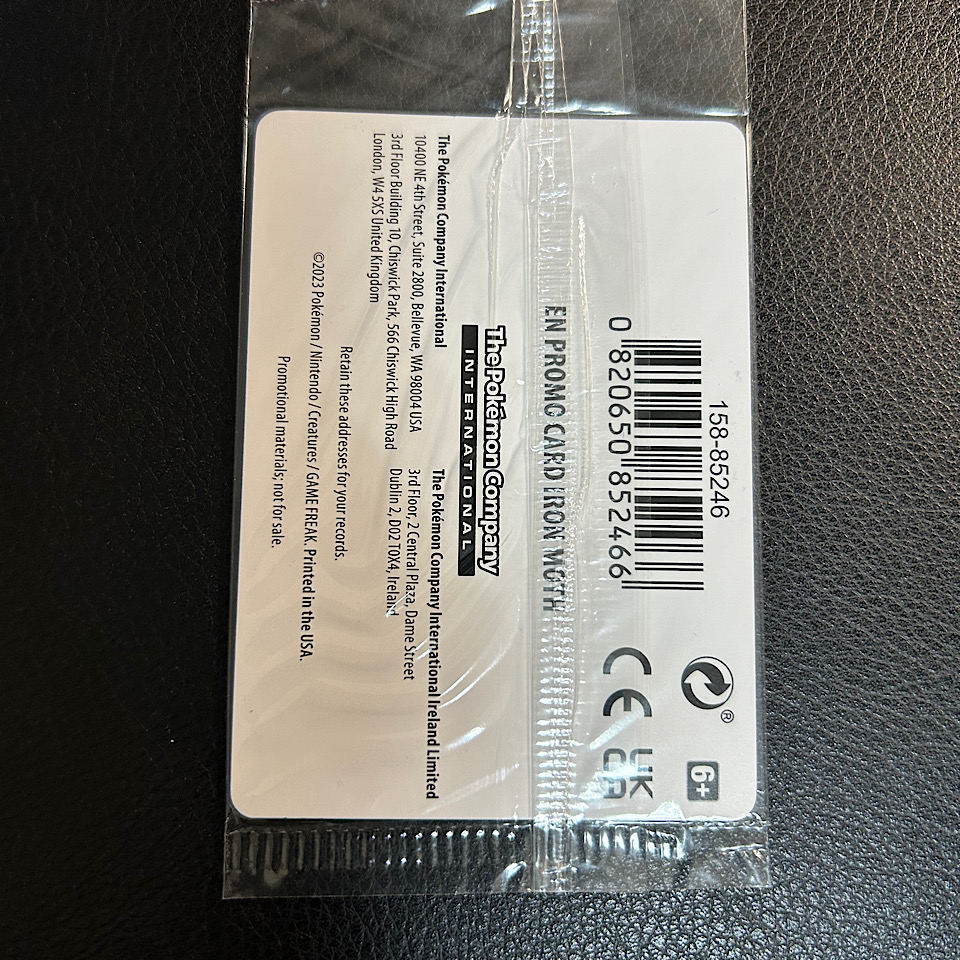 158-85246
0 820650 852466
6+
CE
UK
CA
EN PROMO CARD IRON MOTH
The Pokémon Company
INTERNATIONAL
The Pokémon Company International
10400 NE 4th Street, Suite 2800, Bellevue, WA 98004 USA
3rd Floor Building 10, Chiswick Park, 566 Chiswick High Road
London, W4 5XS United Kingdom
The Pokémon Company International Ireland Limited
3rd Floor, 2 Central Plaza, Dame Street
Dublin 2, D02 T0X4, Ireland
Retain these addresses for your records.
©2023 Pokémon / Nintendo / Creatures / GAME FREAK. Printed in the USA.
Promotional materials; not for sale.